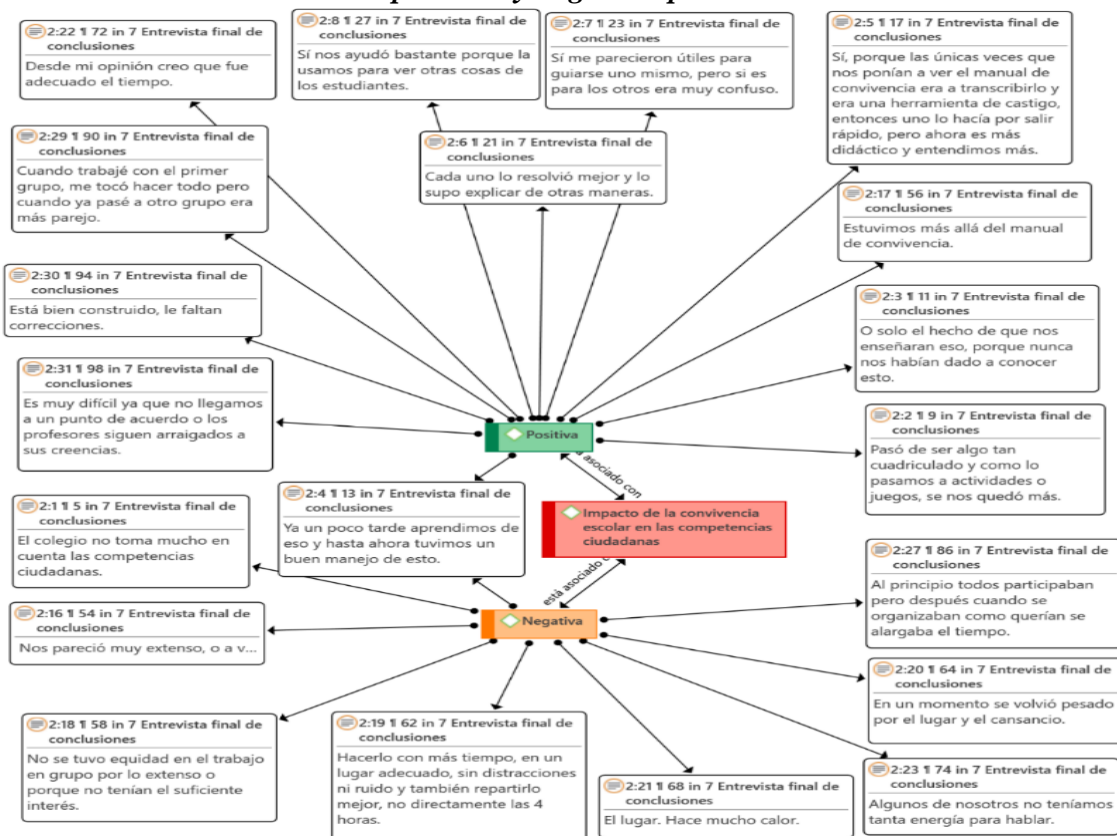 2:22 ¶ 72 in 7 Entrevista final de
conclusiones
Desde mi opinión creo que fue
adecuado el tiempo.
2:8 ¶ 27 in 7 Entrevista final de
conclusiones
Sí nos ayudó bastante porque la
usamos para ver otras cosas de
los estudiantes.
2:7 ¶ 23 in 7 Entrevista final de
conclusiones
Sí me parecieron útiles para
guiarse uno mismo, pero si es
para los otros era muy confuso.
2:5 ¶ 17 in 7 Entrevista final de
conclusiones
Sí, porque las únicas veces que
nos ponían a ver el manual de
convivencia era a transcribirlo y
era una herramienta de castigo,
entonces uno lo hacía por salir
rápido, pero ahora es más
didáctico y entendimos más.
2:29 ¶ 90 in 7 Entrevista final de
conclusiones
Cuando trabajé con el primer
grupo, me tocó hacer todo pero
cuando ya pasé a otro grupo era
más parejo.
2:6 ¶ 21 in 7 Entrevista final de
conclusiones
Cada uno lo resolvió mejor y lo
supo explicar de otras maneras.
2:17 ¶ 56 in 7 Entrevista final de
conclusiones
Estuvimos más allá del manual
de convivencia.
2:30 ¶ 94 in 7 Entrevista final de
conclusiones
Está bien construido, le faltan
correcciones.
2:3 ¶ 11 in 7 Entrevista final de
conclusiones
O solo el hecho de que nos
enseñaran eso, porque nunca
nos habían dado a conocer
esto.
2:31 ¶ 98 in 7 Entrevista final de
conclusiones
Es muy difícil ya que no llegamos
a un punto de acuerdo o los
profesores siguen arraigados a
sus creencias.
Positiva
2:2 ¶ 9 in 7 Entrevista final de
conclusiones
Pasó de ser algo tan
cuadriculado y como lo
pasamos a actividades o
juegos, se nos quedó más.
asociado con
2:4 ¶ 13 in 7 Entrevista final de
conclusiones
Ya un poco tarde aprendimos de
eso y hasta ahora tuvimos un
buen manejo de esto.
Impacto de la convivencia
escolar en las competencias
ciudadanas
2:1 ¶ 5 in 7 Entrevista final de
conclusiones
El colegio no toma mucho en
cuenta las competencias
ciudadanas.
está asociado
2:27 ¶ 86 in 7 Entrevista final de
conclusiones
Al principio todos participaban
pero después cuando se
organizaban como querían se
alargaba el tiempo.
2:16 ¶ 54 in 7 Entrevista final de
conclusiones
Nos pareció muy extenso, o a v...
Negativa
2:20 ¶ 64 in 7 Entrevista final de
conclusiones
En un momento se volvió pesado
por el lugar y el cansancio.
2:18 ¶ 58 in 7 Entrevista final de
conclusiones
No se tuvo equidad en el trabajo
en grupo por lo extenso o
porque no tenían el suficiente
interés.
2:19 ¶ 62 in 7 Entrevista final de
conclusiones
Hacerlo con más tiempo, en un
lugar adecuado, sin distracciones
ni ruido y también repartirlo
mejor, no directamente las 4
horas.
2:21 ¶ 68 in 7 Entrevista final de
conclusiones
El lugar. Hace mucho calor.
2:23 ¶ 74 in 7 Entrevista final de
conclusiones
Algunos de nosotros no teníamos
tanta energía para hablar.